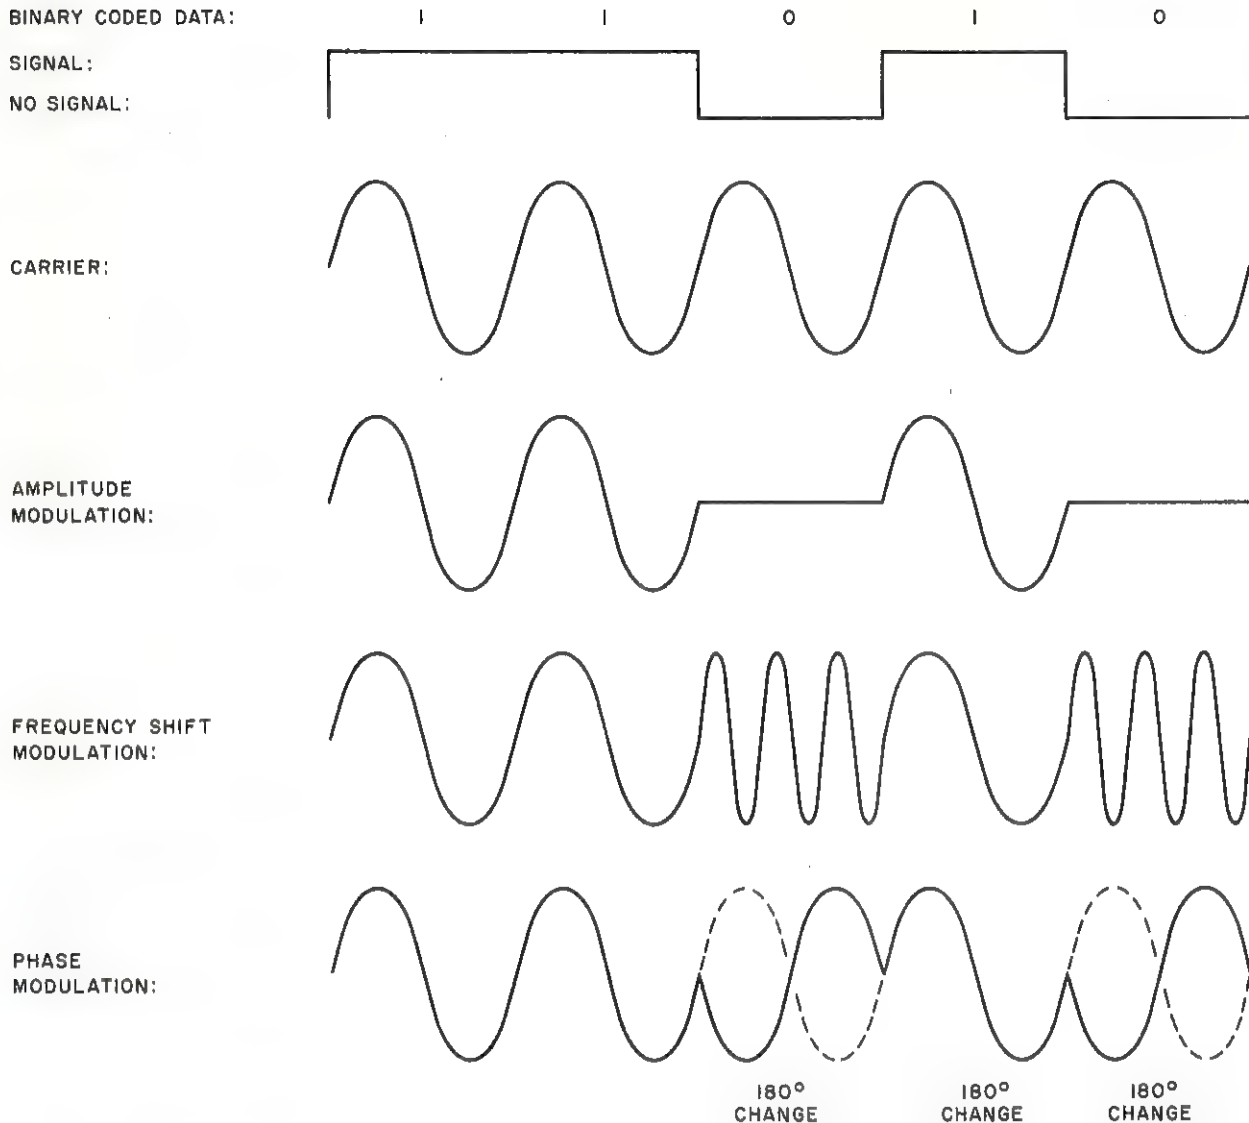 BINARY CODED DATA: 1 1 0 1 0
SIGNAL:
NO SIGNAL:
CARRIER:
AMPLITUDE
MODULATION:
FREQUENCY SHIFT
MODULATION:
PHASE
MODULATION:
180° 180° 180°
CHANGE CHANGE CHANGE